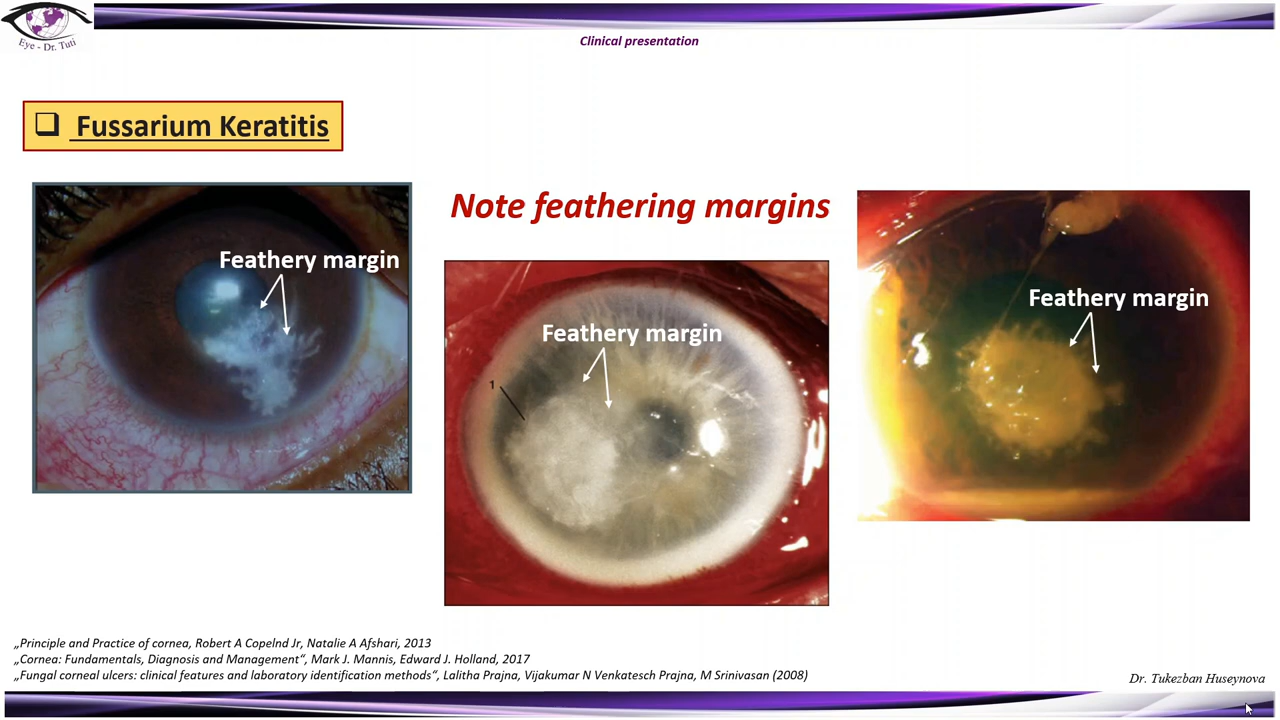 Eye - Dr. Tuti
Clinical presentation
Fussarium Keratitis
Note feathering margins
Feathery margin
Feathery margin
1
Feathery margin
„Principle and Practice of cornea, Robert A Copelnd Jr, Natalie A Afshari, 2013
„Cornea: Fundamentals, Diagnosis and Management“, Mark J. Mannis, Edward J. Holland, 2017
„Fungal corneal ulcers: clinical features and laboratory identification methods“, Lalitha Prajna, Vijakumar N Venkatesch Prajna, M Srinivasan (2008)
Dr. Tukezban Huseynova